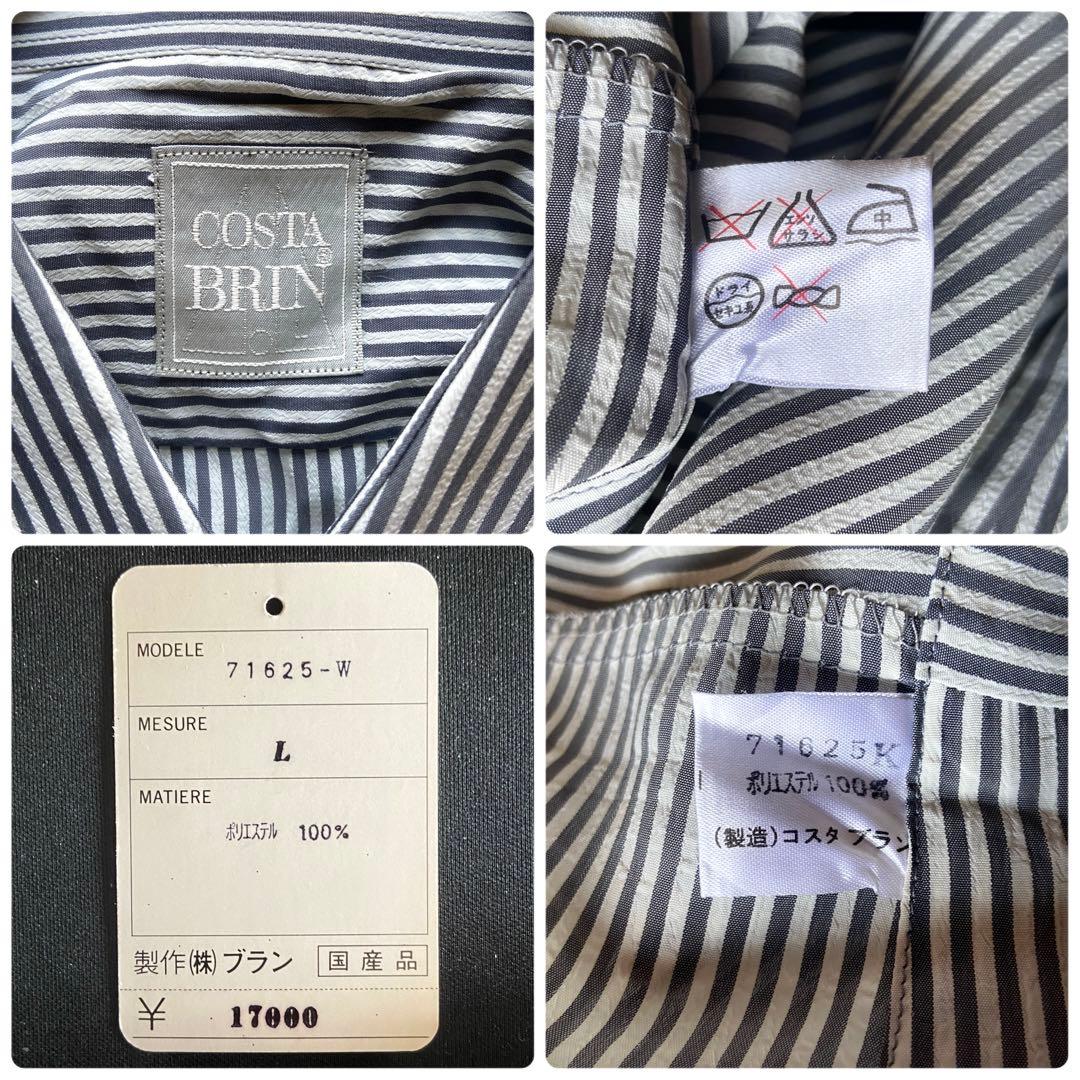 COSTA
BRIN
エンソ
サラシ
中
ドライ
セキユ系
MODELE
71625-W
MESURE
L
MATIERE
ポリエステル 100%
製作(株)ブラン 国産品
¥ 17000
71625K
ポリエステル 100%
(製造)コスタ ブラン